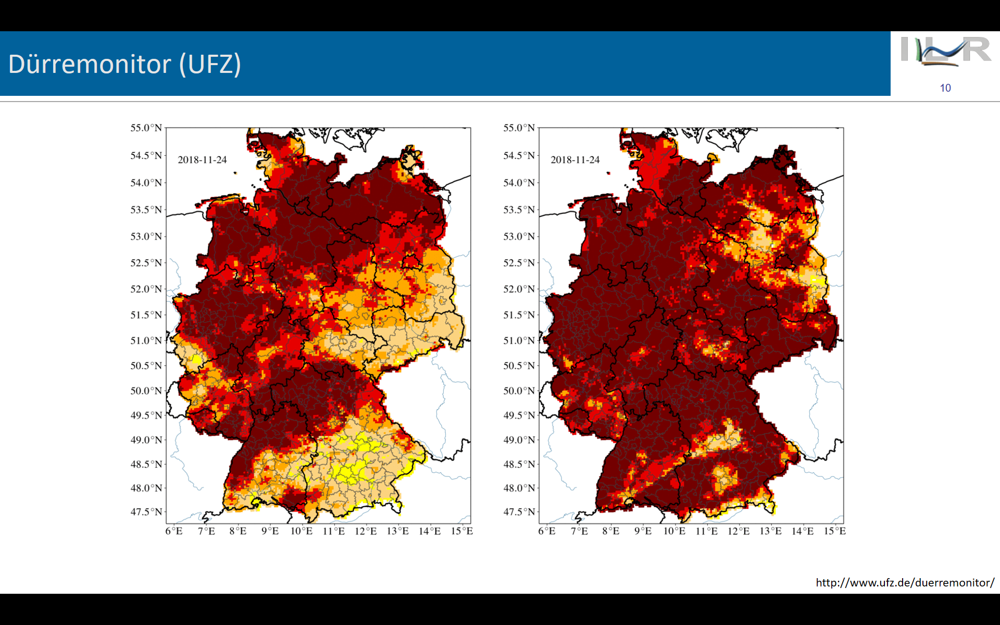 Dürremonitor (UFZ)
ILR
10
55.0°N
54.5°N
54.0°N
53.5°N
53.0°N
52.5°N
52.0°N
51.5°N
51.0°N
50.5°N
50.0°N
49.5°N
49.0°N
48.5°N
48.0°N
47.5°N
2018-11-24
6°E 7°E 8°E 9°E 10°E 11°E 12°E 13°E 14°E 15°E
55.0°N
54.5°N
54.0°N
53.5°N
53.0°N
52.5°N
52.0°N
51.5°N
51.0°N
50.5°N
50.0°N
49.5°N
49.0°N
48.5°N
48.0°N
47.5°N
2018-11-24
6°E 7°E 8°E 9°E 10°E 11°E 12°E 13°E 14°E 15°E
http://www.ufz.de/duerremonitor/